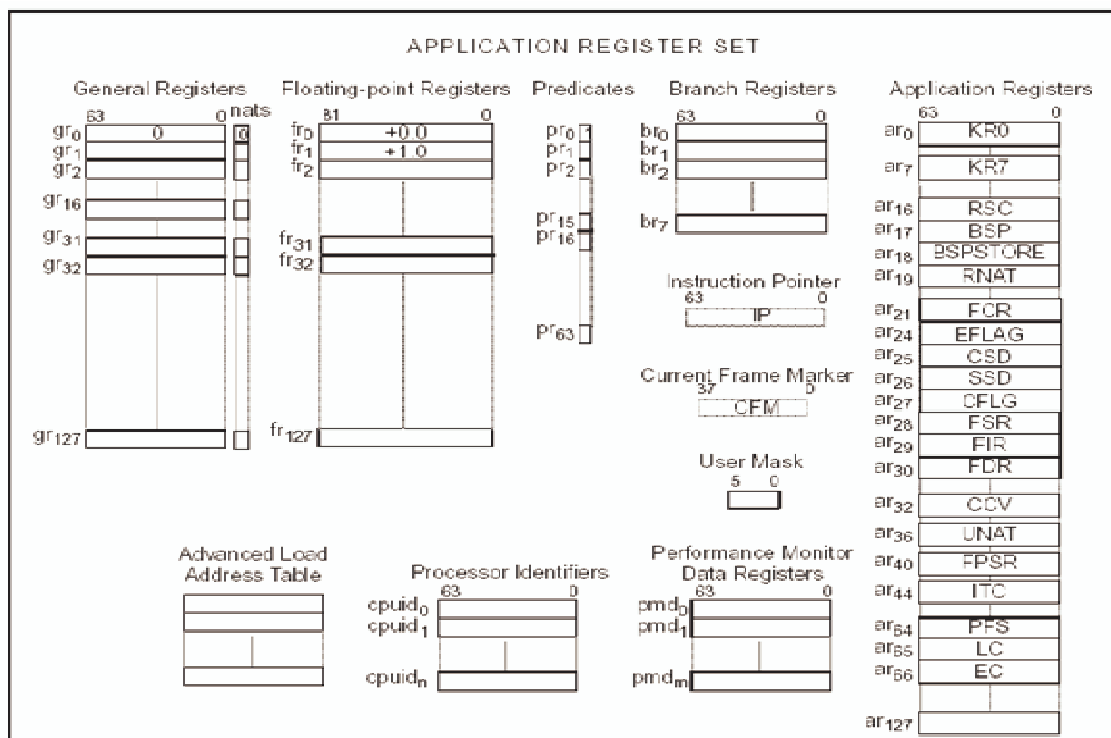 APPLICATION REGISTER SET
General Registers
63 0 nats
gr0 0 0
gr1
gr2
gr16
gr31
gr32
gr127
Floating-point Registers
81 0
fr0 +0.0
fr1 +1.0
fr2
fr31
fr32
fr127
Predicates
pr0
pr1
pr2
pr15
pr16
pr63
Branch Registers
63 0
br0
br1
br2
br7
Instruction Pointer
63 0
IP
Current Frame Marker
37 0
CFM
User Mask
5 0
Application Registers
63 0
ar0 KR0
ar7 KR7
ar16 RSC
ar17 BSP
ar18 BSPSTORE
ar19 RNAT
ar21 FCR
ar24 EFLAG
ar25 CSD
ar26 SSD
ar27 CFLG
ar28 FSR
ar29 FIR
ar30 FDR
ar32 CCV
ar36 UNAT
ar40 FPSR
ar44 ITC
ar64 PFS
ar65 LC
ar66 EC
ar127
Advanced Load
Address Table
Processor Identifiers
63 0
cpuid0
cpuid1
cpuidn
Performance Monitor
Data Registers
63 0
pmd0
pmd1
pmdm